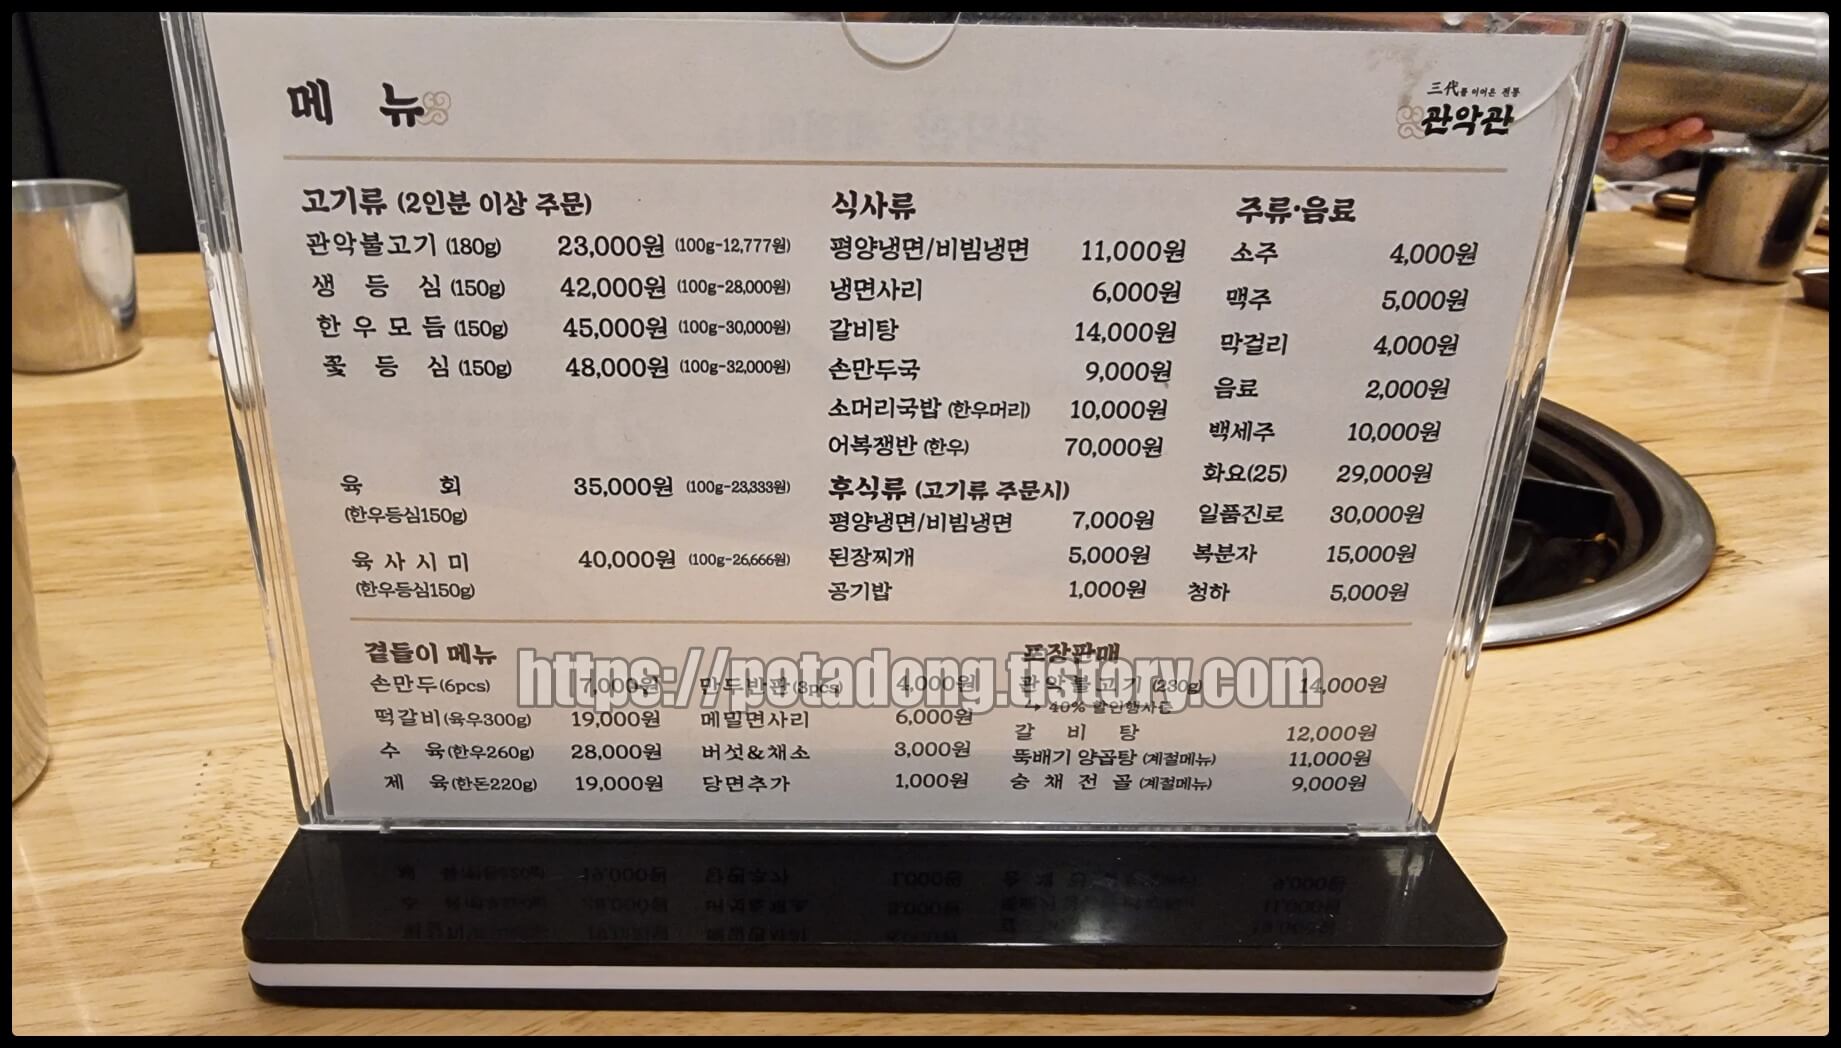 메 뉴
三代를 이어온 전통
관악관
고기류 (2인분 이상 주문)
관악불고기 (180g) 23,000원 (100g-12,777원)
생 등 심 (150g) 42,000원 (100g-28,000원)
한 우 모 듬 (150g) 45,000원 (100g-30,000원)
꽃 등 심 (150g) 48,000원 (100g-32,000원)
육 회 35,000원 (100g-23,333원)
(한우등심150g)
육 사 시 미 40,000원 (100g-26,666원)
(한우등심150g)
식사류
평양냉면/비빔냉면 11,000원
냉면사리 6,000원
갈비탕 14,000원
손만두국 9,000원
소머리국밥 (한우머리) 10,000원
어복쟁반 (한우) 70,000원
후식류 (고기류 주문시)
평양냉면/비빔냉면 7,000원
된장찌개 5,000원
공기밥 1,000원
주류·음료
소주 4,000원
맥주 5,000원
막걸리 4,000원
음료 2,000원
백세주 10,000원
화요(25) 29,000원
일품진로 30,000원
복분자 15,000원
청하 5,000원
곁들이 메뉴
손만두(6pcs) 7,000원
떡갈비(육우300g) 19,000원
수 육(한우260g) 28,000원
제 육(한돈220g) 19,000원
만두반판(3pcs) 4,000원
메밀면사리 6,000원
버섯&채소 3,000원
당면추가 1,000원
포장판매
관악불고기 (230g) 14,000원
↳ 40% 할인행사중
갈 비 탕 12,000원
뚝배기 양곱탕 (계절메뉴) 11,000원
숭 채 전 골 (계절메뉴) 9,000원
https://potadong.tistory.com